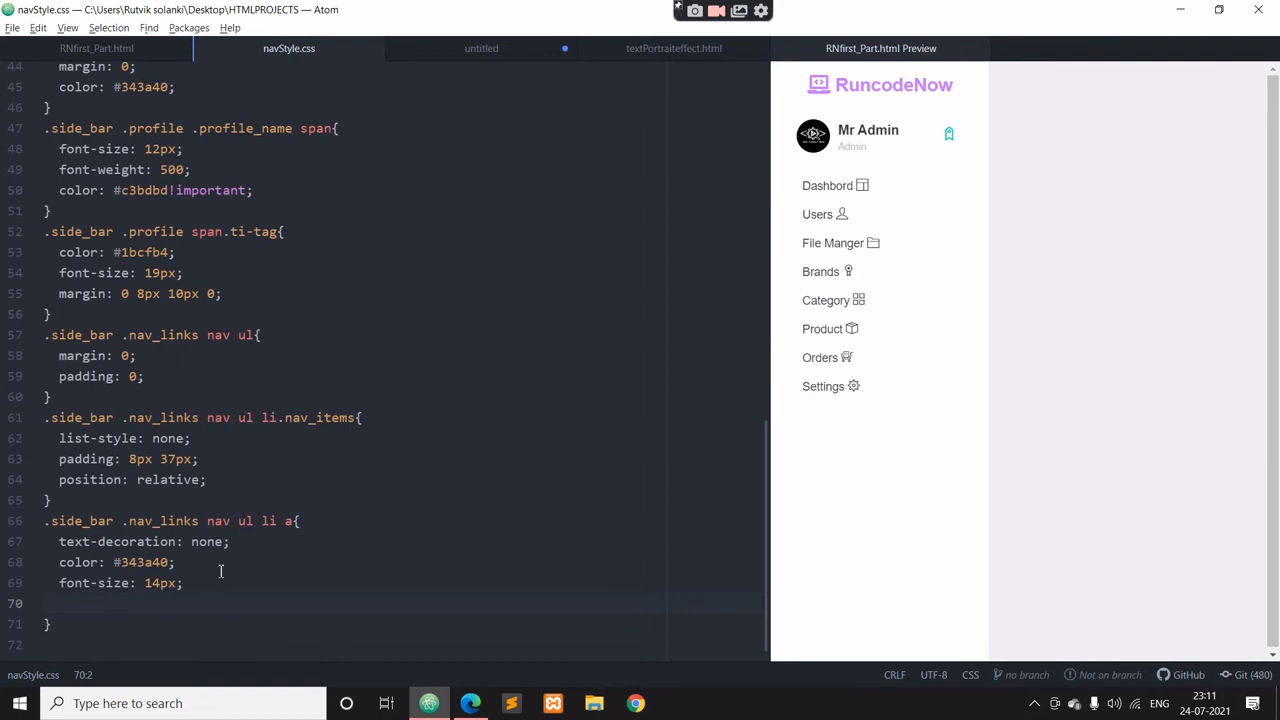 navStyle.css — C:\Users\Rutvik solanki\Desktop\HTMLPROJECTS — Atom
File Edit View Selection Find Packages Help
RNfirst_Part.html navStyle.css untitled textPortraiteffect.html RNfirst_Part.html Preview
44 margin: 0;
45 color: #343a40;
46 }
47 .side_bar .profile .profile_name span{
48 font-size: 12px;
49 font-weight: 500;
50 color: #c3bdbd!important;
51 }
52 .side_bar .profile span.ti-tag{
53 color: #1bcfb4;
54 font-size: 19px;
55 margin: 0 8px 10px 0;
56 }
57 .side_bar .nav_links nav ul{
58 margin: 0;
59 padding: 0;
60 }
61 .side_bar .nav_links nav ul li.nav_items{
62 list-style: none;
63 padding: 8px 37px;
64 position: relative;
65 }
66 .side_bar .nav_links nav ul li a{
67 text-decoration: none;
68 color: #343a40;
69 font-size: 14px;
70
71 }
72
RuncodeNow
Mr Admin
Admin
Dashbord
Users
File Manger
Brands
Category
Product
Orders
Settings
navStyle.css 70:2 CRLF UTF-8 CSS no branch Not on branch GitHub Git (480)
Type here to search
ENG
23:11
24-07-2021